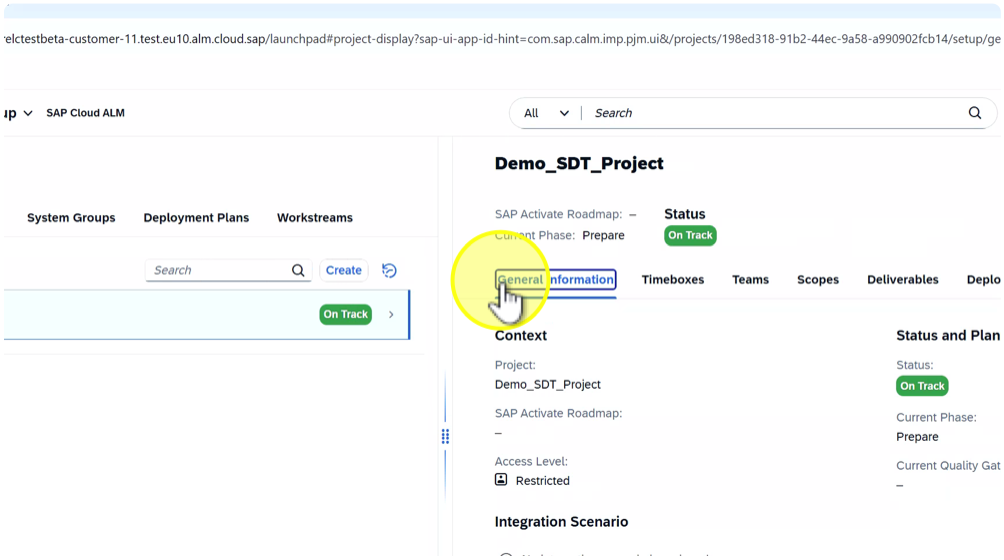 relctestbeta-customer-11.test.eu10.alm.cloud.sap/launchpad#project-display?sap-ui-app-id-hint=com.sap.calm.imp.pjm.ui&/projects/198ed318-91b2-44ec-9a58-a990902fcb14/setup/ge
up SAP Cloud ALM All Search
Demo_SDT_Project
SAP Activate Roadmap: – Status
Current Phase: Prepare On Track
System Groups Deployment Plans Workstreams
Search Create
On Track
General Information Timeboxes Teams Scopes Deliverables Deplo
Context
Project:
Demo_SDT_Project
SAP Activate Roadmap:
–
Access Level:
Restricted
Integration Scenario
Status and Plan
Status:
On Track
Current Phase:
Prepare
Current Quality Gat
–